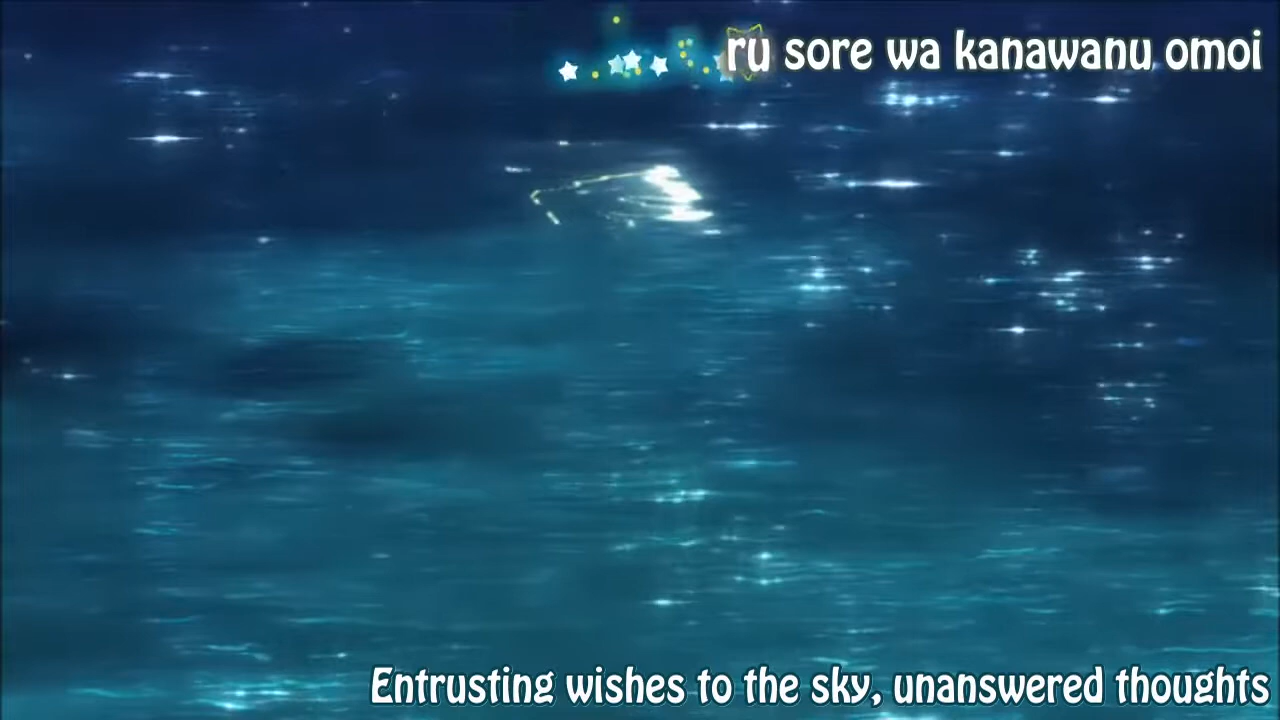 ru sore wa kanawanu omoi
Entrusting wishes to the sky, unanswered thoughts